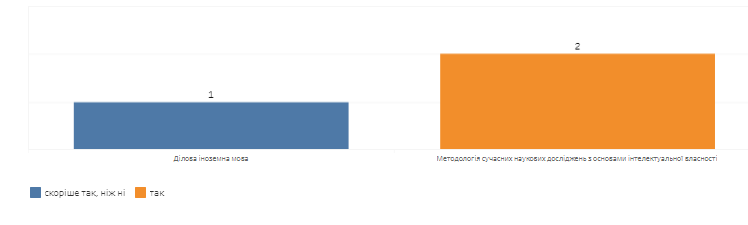 2
1
Ділова іноземна мова
Методологія сучасних наукових досліджень з основами інтелектуальної власності
скоріше так, ніж ні
так